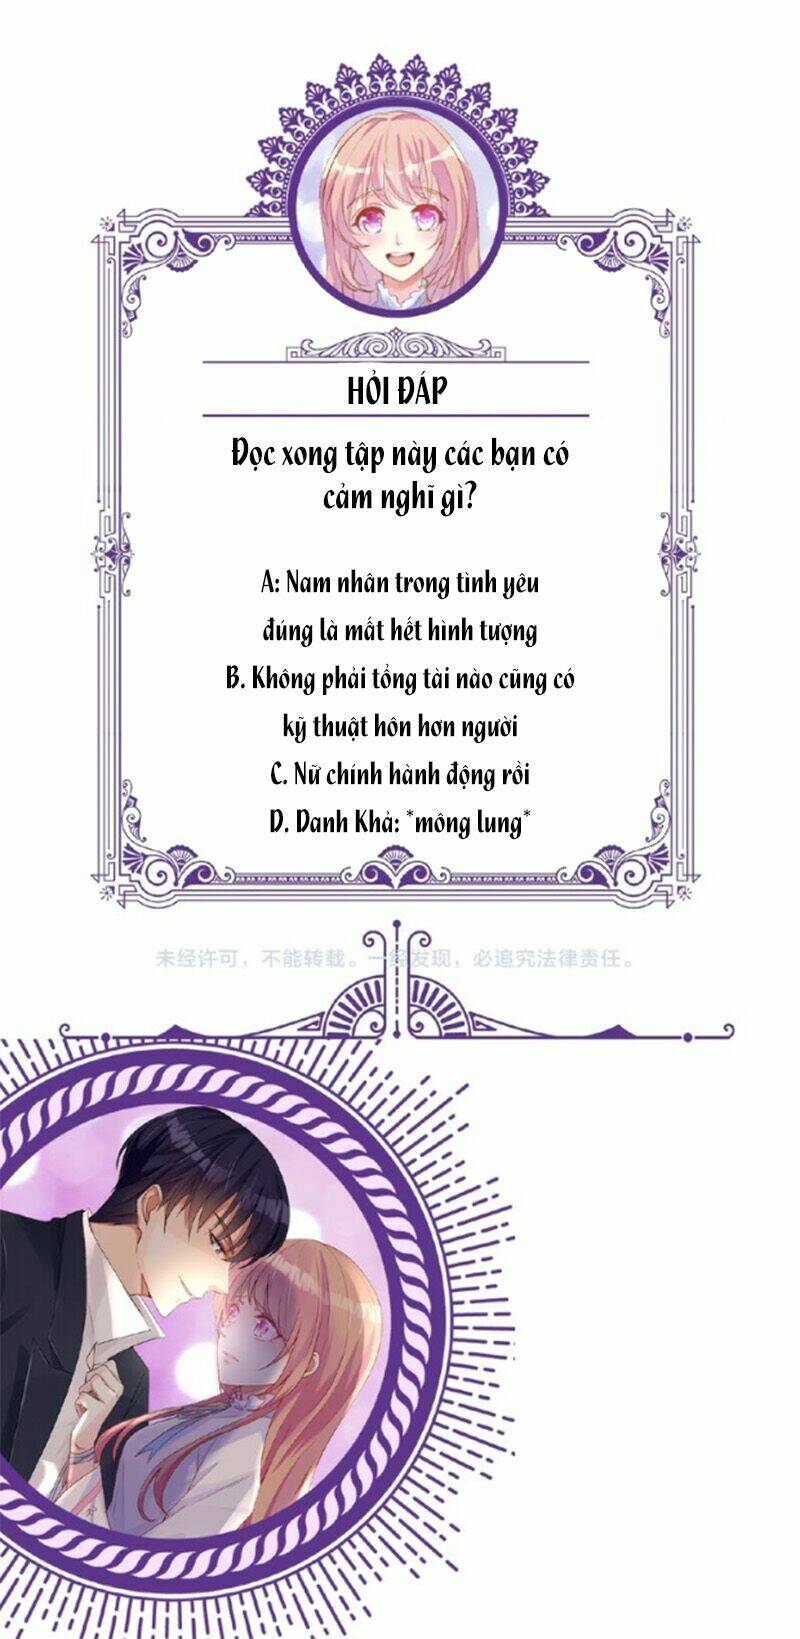 HỎI ĐÁP
Đọc xong tập này các bạn có
cảm nghĩ gì?
A: Nam nhân trong tình yêu
đúng là mất hết hình tượng
B. Không phải tổng tài nào cũng có
kỹ thuật hôn hơn người
C. Nữ chính hành động rồi
D. Danh Khả: *mông lung*
未经许可，不能转载。一经发现，必追究法律责任。